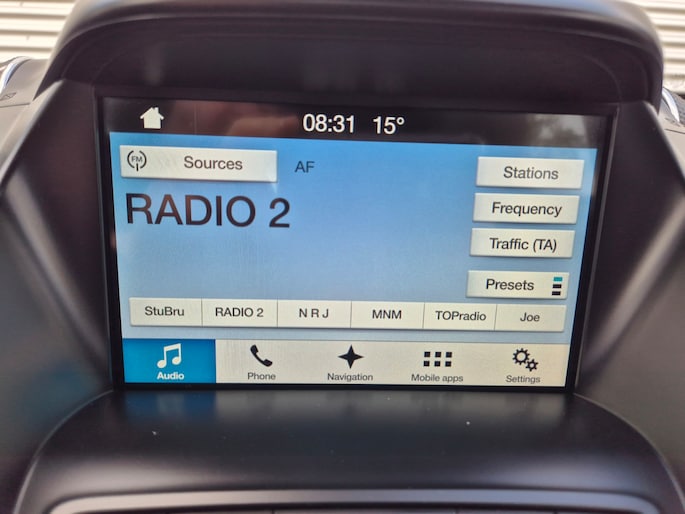 08:31 15°
FM Sources AF
Stations
RADIO 2
Frequency
Traffic (TA)
Presets
StuBru RADIO 2 N R J MNM TOPradio Joe
Audio Phone Navigation Mobile apps Settings